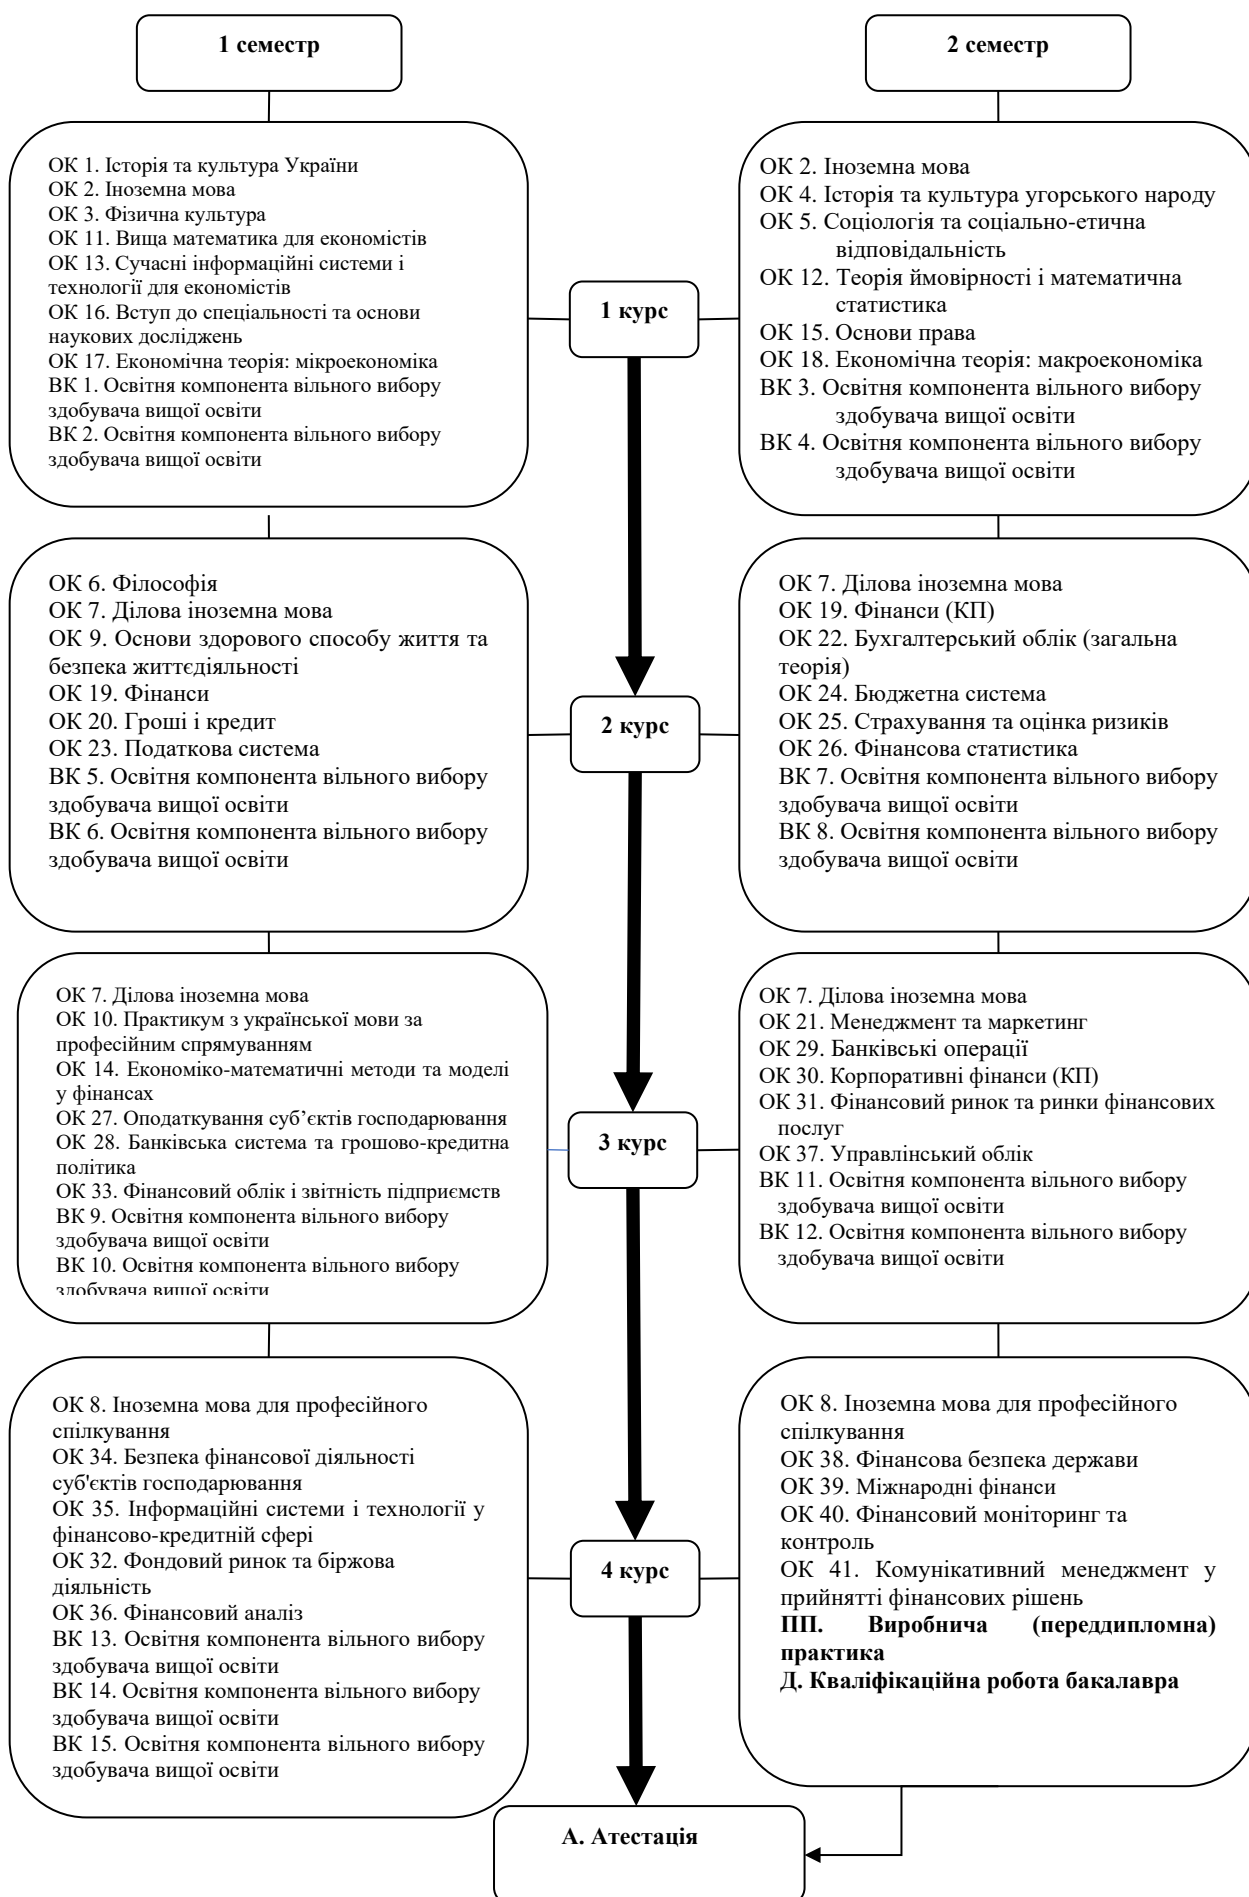 1 семестр
2 семестр
ОК 1. Історія та культура України
ОК 2. Іноземна мова
ОК 3. Фізична культура
ОК 11. Вища математика для економістів
ОК 13. Сучасні інформаційні системи і
технології для економістів
ОК 16. Вступ до спеціальності та основи
наукових досліджень
ОК 17. Економічна теорія: мікроекономіка
ВК 1. Освітня компонента вільного вибору
здобувача вищої освіти
ВК 2. Освітня компонента вільного вибору
здобувача вищої освіти
1 курс
ОК 2. Іноземна мова
ОК 4. Історія та культура угорського народу
ОК 5. Соціологія та соціально-етична
відповідальність
ОК 12. Теорія ймовірності і математична
статистика
ОК 15. Основи права
ОК 18. Економічна теорія: макроекономіка
ВК 3. Освітня компонента вільного вибору
здобувача вищої освіти
ВК 4. Освітня компонента вільного вибору
здобувача вищої освіти
ОК 6. Філософія
ОК 7. Ділова іноземна мова
ОК 9. Основи здорового способу життя та
безпека життєдіяльності
ОК 19. Фінанси
ОК 20. Гроші і кредит
ОК 23. Податкова система
ВК 5. Освітня компонента вільного вибору
здобувача вищої освіти
ВК 6. Освітня компонента вільного вибору
здобувача вищої освіти
2 курс
ОК 7. Ділова іноземна мова
ОК 19. Фінанси (КП)
ОК 22. Бухгалтерський облік (загальна
теорія)
ОК 24. Бюджетна система
ОК 25. Страхування та оцінка ризиків
ОК 26. Фінансова статистика
ВК 7. Освітня компонента вільного вибору
здобувача вищої освіти
ВК 8. Освітня компонента вільного вибору
здобувача вищої освіти
ОК 7. Ділова іноземна мова
ОК 10. Практикум з української мови за
професійним спрямуванням
ОК 14. Економіко-математичні методи та моделі
у фінансах
ОК 27. Оподаткування суб’єктів господарювання
ОК 28. Банківська система та грошово-кредитна
політика
ОК 33. Фінансовий облік і звітність підприємств
ВК 9. Освітня компонента вільного вибору
здобувача вищої освіти
ВК 10. Освітня компонента вільного вибору
здобувача вищої освіти
3 курс
ОК 7. Ділова іноземна мова
ОК 21. Менеджмент та маркетинг
ОК 29. Банківські операції
ОК 30. Корпоративні фінанси (КП)
ОК 31. Фінансовий ринок та ринки фінансових
послуг
ОК 37. Управлінський облік
ВК 11. Освітня компонента вільного вибору
здобувача вищої освіти
ВК 12. Освітня компонента вільного вибору
здобувача вищої освіти
ОК 8. Іноземна мова для професійного
спілкування
ОК 34. Безпека фінансової діяльності
суб'єктів господарювання
ОК 35. Інформаційні системи і технології у
фінансово-кредитній сфері
ОК 32. Фондовий ринок та біржова
діяльність
ОК 36. Фінансовий аналіз
ВК 13. Освітня компонента вільного вибору
здобувача вищої освіти
ВК 14. Освітня компонента вільного вибору
здобувача вищої освіти
ВК 15. Освітня компонента вільного вибору
здобувача вищої освіти
4 курс
ОК 8. Іноземна мова для професійного
спілкування
ОК 38. Фінансова безпека держави
ОК 39. Міжнародні фінанси
ОК 40. Фінансовий моніторинг та
контроль
ОК 41. Комунікативний менеджмент у
прийнятті фінансових рішень
ПП. Виробнича (переддипломна)
практика
Д. Кваліфікаційна робота бакалавра
А. Атестація